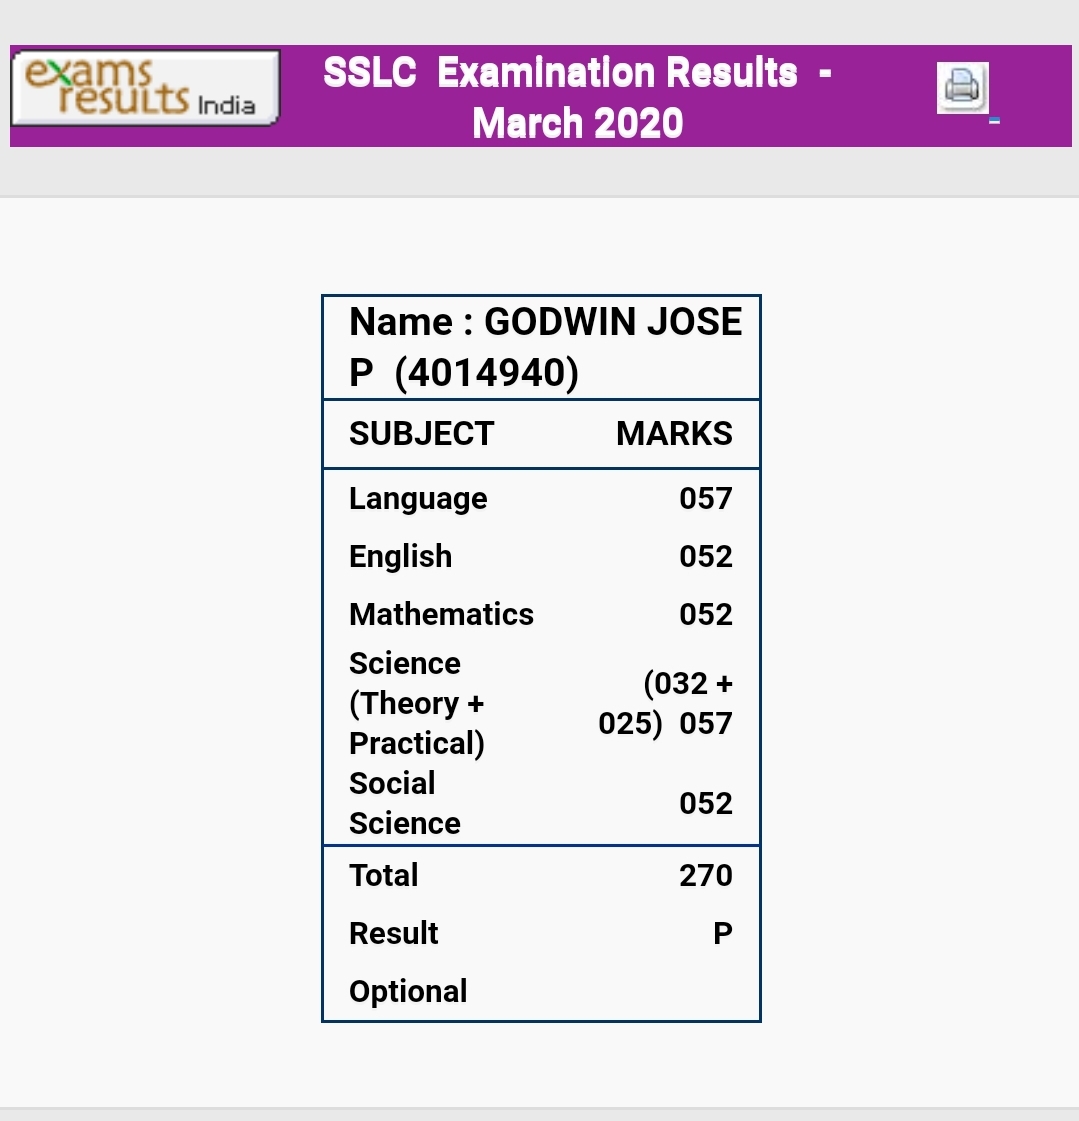 exams
results India
SSLC Examination Results -
March 2020
Name : GODWIN JOSE
P (4014940)
SUBJECT MARKS
Language 057
English 052
Mathematics 052
Science
(Theory +
Practical)
(032 +
025) 057
Social
Science
052
Total 270
Result P
Optional